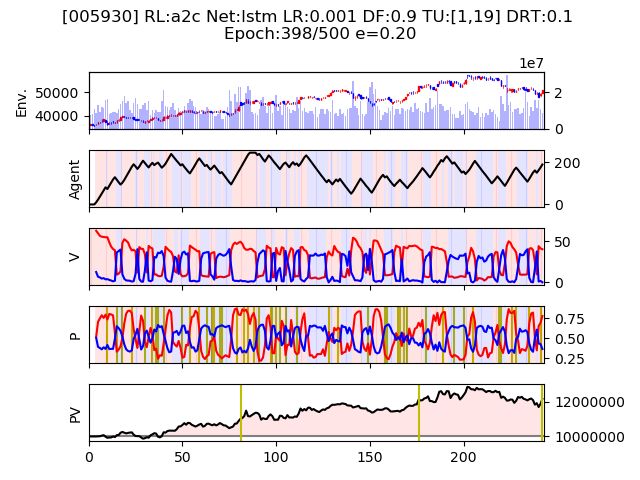 [005930] RL:a2c Net:lstm LR:0.001 DF:0.9 TU:[1,19] DRT:0.1
Epoch:398/500 e=0.20
1e7
Env.
50000
40000
2
0
Agent
200
0
V
50
0
P
0.75
0.50
0.25
PV
12000000
10000000
0 50 100 150 200